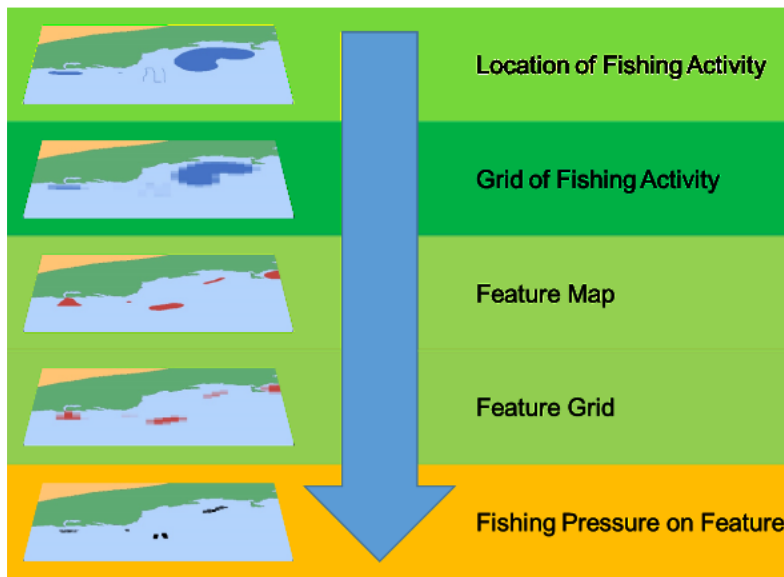 Location of Fishing Activity
Grid of Fishing Activity
Feature Map
Feature Grid
Fishing Pressure on Feature